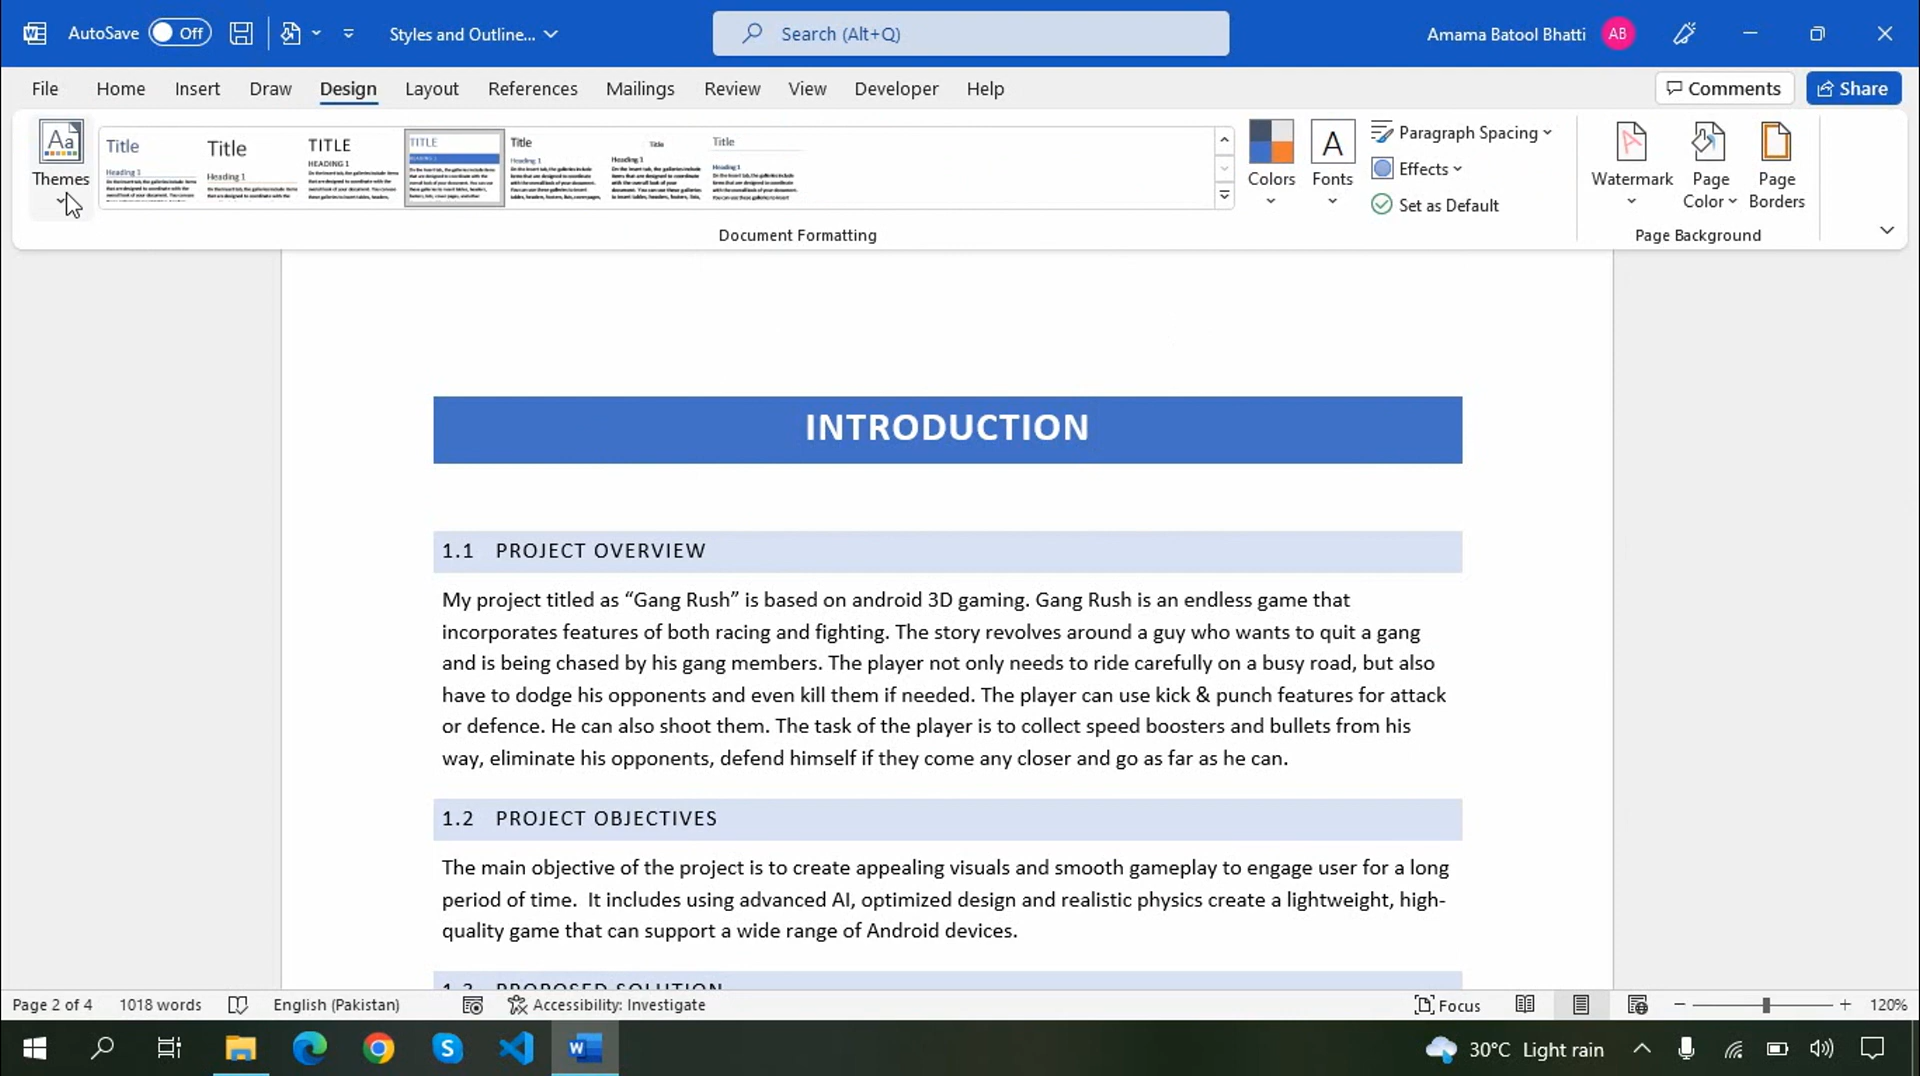 AutoSave Off Styles and Outline... Search (Alt+Q) Amama Batool Bhatti AB
File Home Insert Draw Design Layout References Mailings Review View Developer Help Comments Share
Aa Themes
Title
Heading 1
Title
Heading 1
TITLE
HEADING 1
TITLE
HEADING 1
Title
Heading 1
Title
Heading 1
Title
Heading 1
Colors
A Fonts
Paragraph Spacing
Effects
Set as Default
Document Formatting
Watermark
Page Color
Page Borders
Page Background
INTRODUCTION
1.1 PROJECT OVERVIEW
My project titled as “Gang Rush” is based on android 3D gaming. Gang Rush is an endless game that
incorporates features of both racing and fighting. The story revolves around a guy who wants to quit a gang
and is being chased by his gang members. The player not only needs to ride carefully on a busy road, but also
have to dodge his opponents and even kill them if needed. The player can use kick & punch features for attack
or defence. He can also shoot them. The task of the player is to collect speed boosters and bullets from his
way, eliminate his opponents, defend himself if they come any closer and go as far as he can.
1.2 PROJECT OBJECTIVES
The main objective of the project is to create appealing visuals and smooth gameplay to engage user for a long
period of time. It includes using advanced AI, optimized design and realistic physics create a lightweight, high-
quality game that can support a wide range of Android devices.
1.3 PROPOSED SOLUTION
Page 2 of 4 1018 words English (Pakistan) Accessibility: Investigate Focus 120%
30°C Light rain